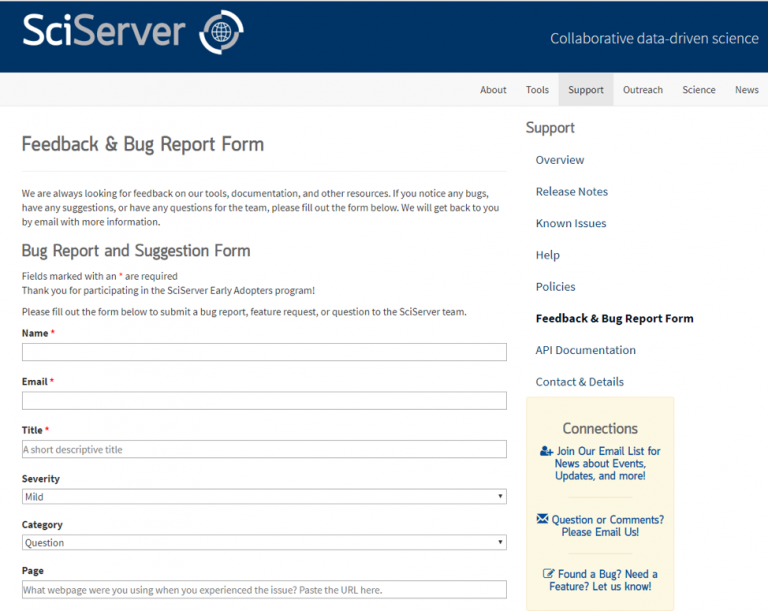 SciServer
Collaborative data-driven science
About Tools Support Outreach Science News
Feedback & Bug Report Form
We are always looking for feedback on our tools, documentation, and other resources. If you notice any bugs,
have any suggestions, or have any questions for the team, please fill out the form below. We will get back to you
by email with more information.
Bug Report and Suggestion Form
Fields marked with an * are required
Thank you for participating in the SciServer Early Adopters program!
Please fill out the form below to submit a bug report, feature request, or question to the SciServer team.
Name *
Email *
Title *
A short descriptive title
Severity
Mild
Category
Question
Page
What webpage were you using when you experienced the issue? Paste the URL here.
Support
Overview
Release Notes
Known Issues
Help
Policies
Feedback & Bug Report Form
API Documentation
Contact & Details
Connections
Join Our Email List for
News about Events,
Updates, and more!
Question or Comments?
Please Email Us!
Found a Bug? Need a
Feature? Let us know!